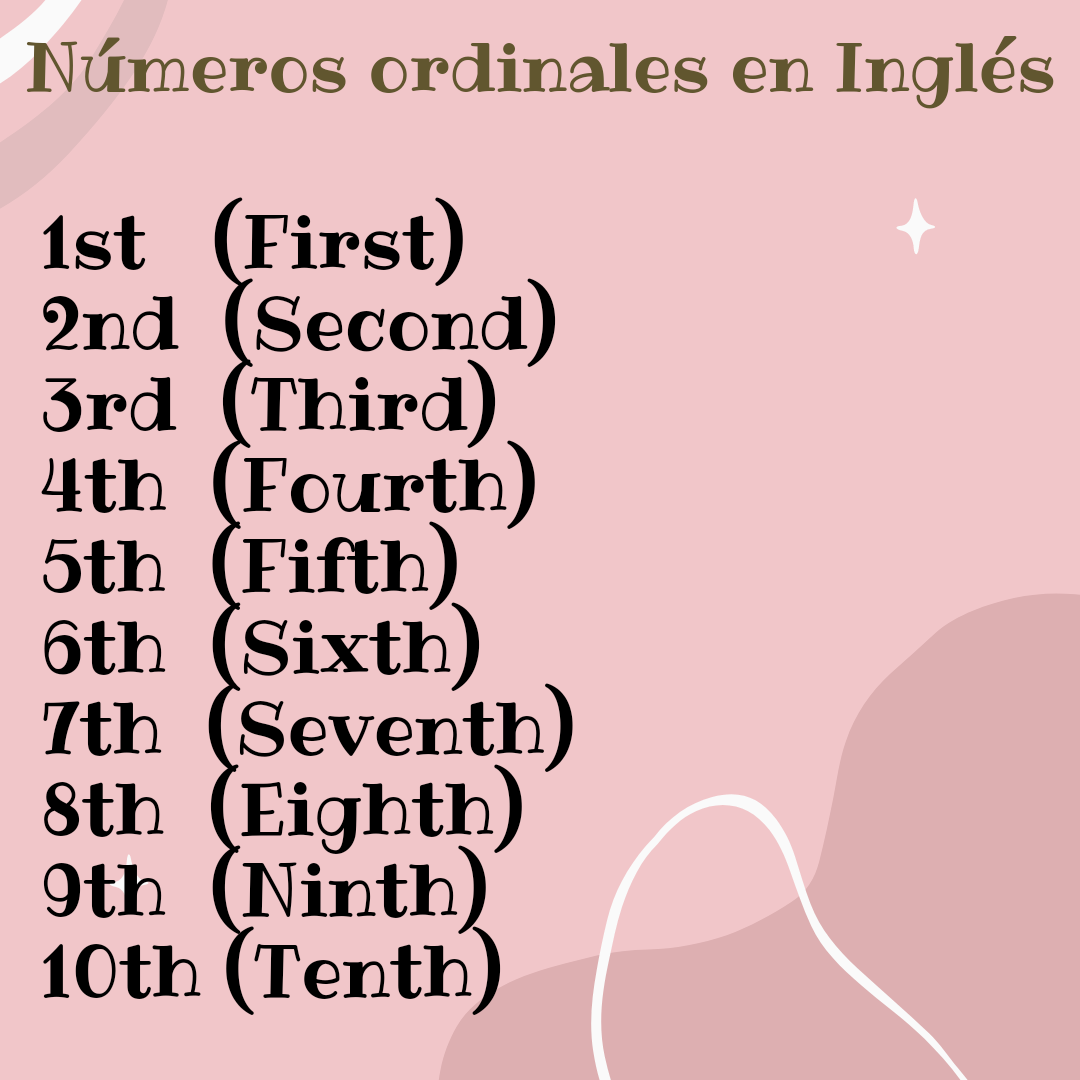 Números ordinales en Inglés
1st (First)
2nd (Second)
3rd (Third)
4th (Fourth)
5th (Fifth)
6th (Sixth)
7th (Seventh)
8th (Eighth)
9th (Ninth)
10th (Tenth)